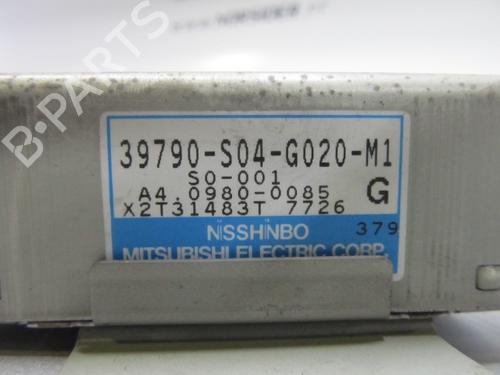 39790-S04-G020-M1
S0-001
A4.0980-0085 G
X2T31483T 7726
379
NISSHINBO
MITSUBISHI ELECTRIC CORP.
B-PARTS